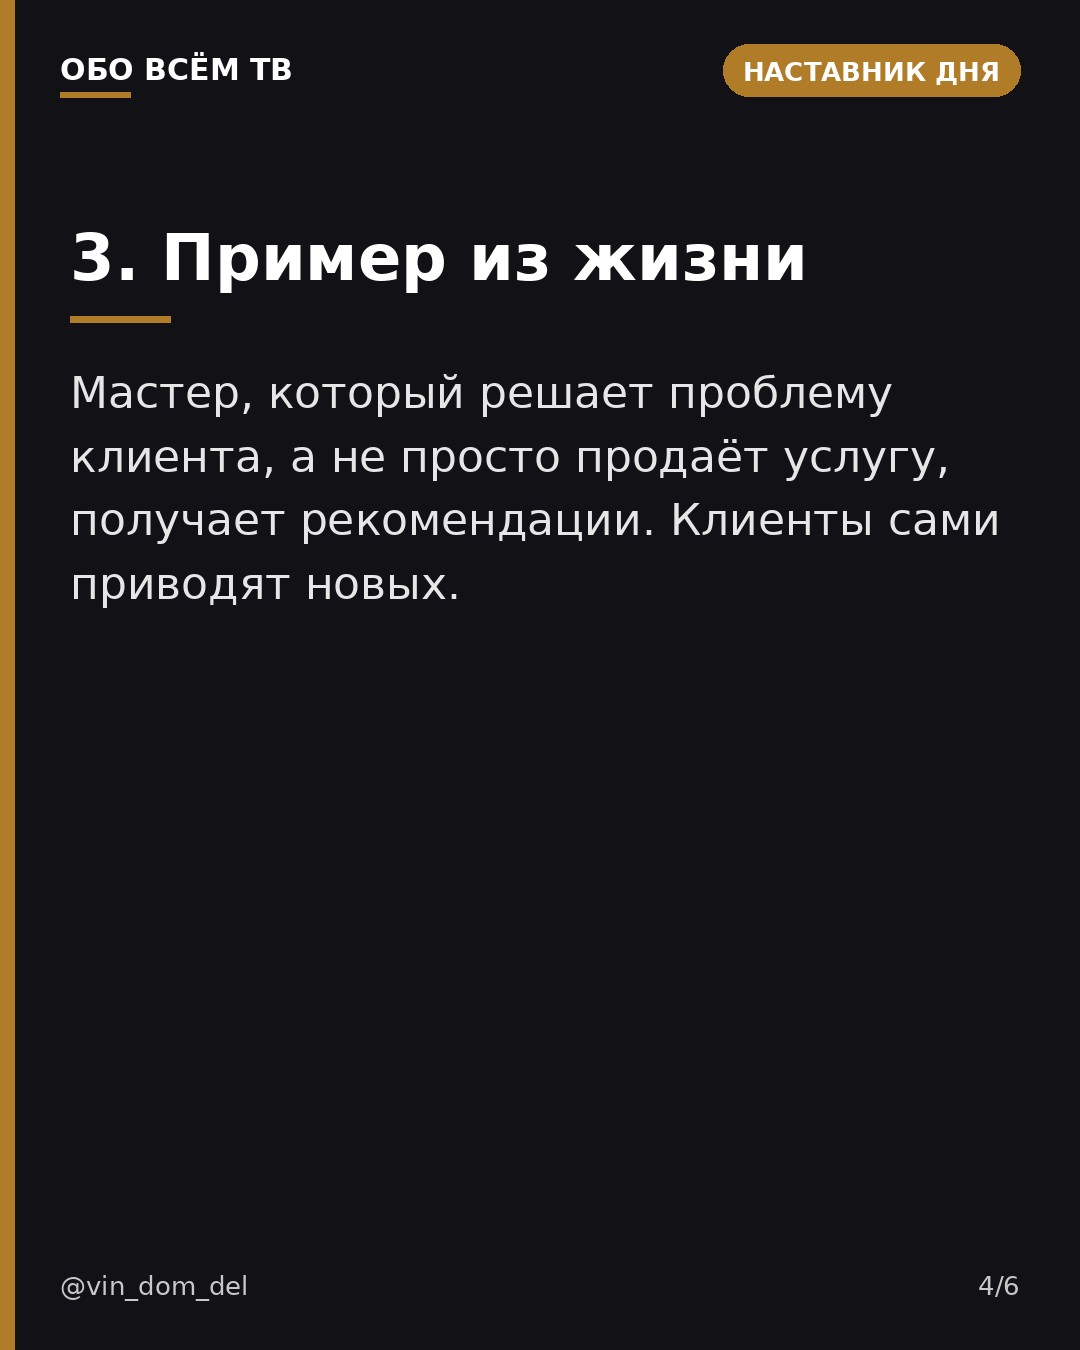 ОБО ВСЁМ ТВ
НАСТАВНИК ДНЯ
3. Пример из жизни
Мастер, который решает проблему
клиента, а не просто продаёт услугу,
получает рекомендации. Клиенты сами
приводят новых.
@vin_dom_del
4/6